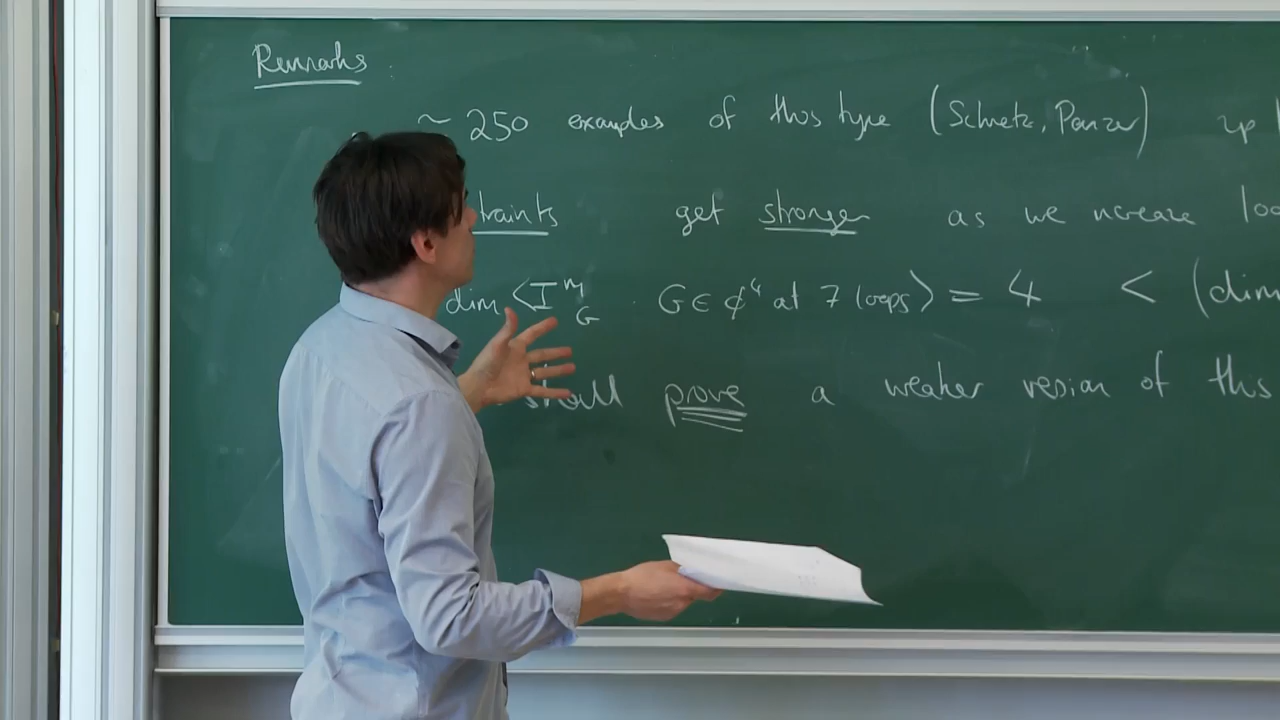 Remarks
~ 250 examples of this type (Schnetz, Panzer) up
traints get stronger as we increase loo
dim < I^m_G . G ∈ φ^4 at 7 loops > = 4 < (dim
shall prove a weaker version of this